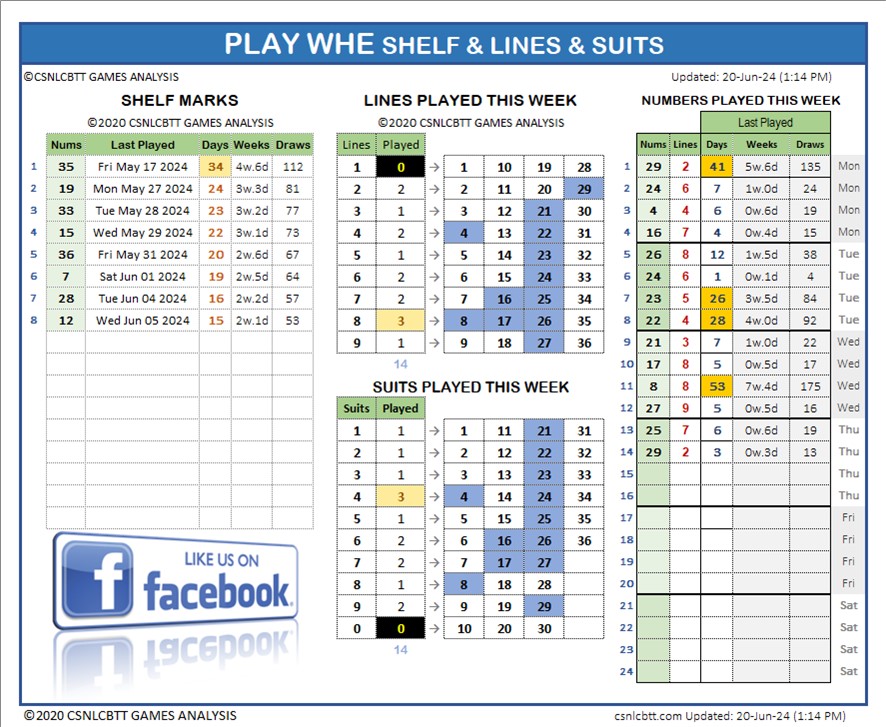 PLAY WHE SHELF & LINES & SUITS
©CSNLCBTT GAMES ANALYSIS
Updated: 20-Jun-24 (1:14 PM)
SHELF MARKS
©2020 CSNLCBTT GAMES ANALYSIS
Nums Last Played Days Weeks Draws
1 35 Fri May 17 2024 34 4w.6d 112
2 19 Mon May 27 2024 24 3w.3d 81
3 33 Tue May 28 2024 23 3w.2d 77
4 15 Wed May 29 2024 22 3w.1d 73
5 36 Fri May 31 2024 20 2w.6d 67
6 7 Sat Jun 01 2024 19 2w.5d 64
7 28 Tue Jun 04 2024 16 2w.2d 57
8 12 Wed Jun 05 2024 15 2w.1d 53
LIKE US ON
facebook.
LINES PLAYED THIS WEEK
©2020 CSNLCBTT GAMES ANALYSIS
Lines Played
1 0 → 1 10 19 28
2 2 → 2 11 20 29
3 1 → 3 12 21 30
4 2 → 4 13 22 31
5 1 → 5 14 23 32
6 2 → 6 15 24 33
7 2 → 7 16 25 34
8 3 → 8 17 26 35
9 1 → 9 18 27 36
14
SUITS PLAYED THIS WEEK
Suits Played
1 1 → 1 11 21 31
2 1 → 2 12 22 32
3 1 → 3 13 23 33
4 3 → 4 14 24 34
5 1 → 5 15 25 35
6 2 → 6 16 26 36
7 2 → 7 17 27
8 1 → 8 18 28
9 2 → 9 19 29
0 0 → 10 20 30
14
NUMBERS PLAYED THIS WEEK
Last Played
Nums Lines Days Weeks Draws
1 29 2 41 5w.6d 135 Mon
2 24 6 7 1w.0d 24 Mon
3 4 4 6 0w.6d 19 Mon
4 16 7 4 0w.4d 15 Mon
5 26 8 12 1w.5d 38 Tue
6 24 6 1 0w.1d 4 Tue
7 23 5 26 3w.5d 84 Tue
8 22 4 28 4w.0d 92 Tue
9 21 3 7 1w.0d 22 Wed
10 17 8 5 0w.5d 17 Wed
11 8 8 53 7w.4d 175 Wed
12 27 9 5 0w.5d 16 Wed
13 25 7 6 0w.6d 19 Thu
14 29 2 3 0w.3d 13 Thu
15 Thu
16 Thu
17 Fri
18 Fri
19 Fri
20 Fri
21 Sat
22 Sat
23 Sat
24 Sat
©2020 CSNLCBTT GAMES ANALYSIS
csnlcbtt.com Updated: 20-Jun-24 (1:14 PM)